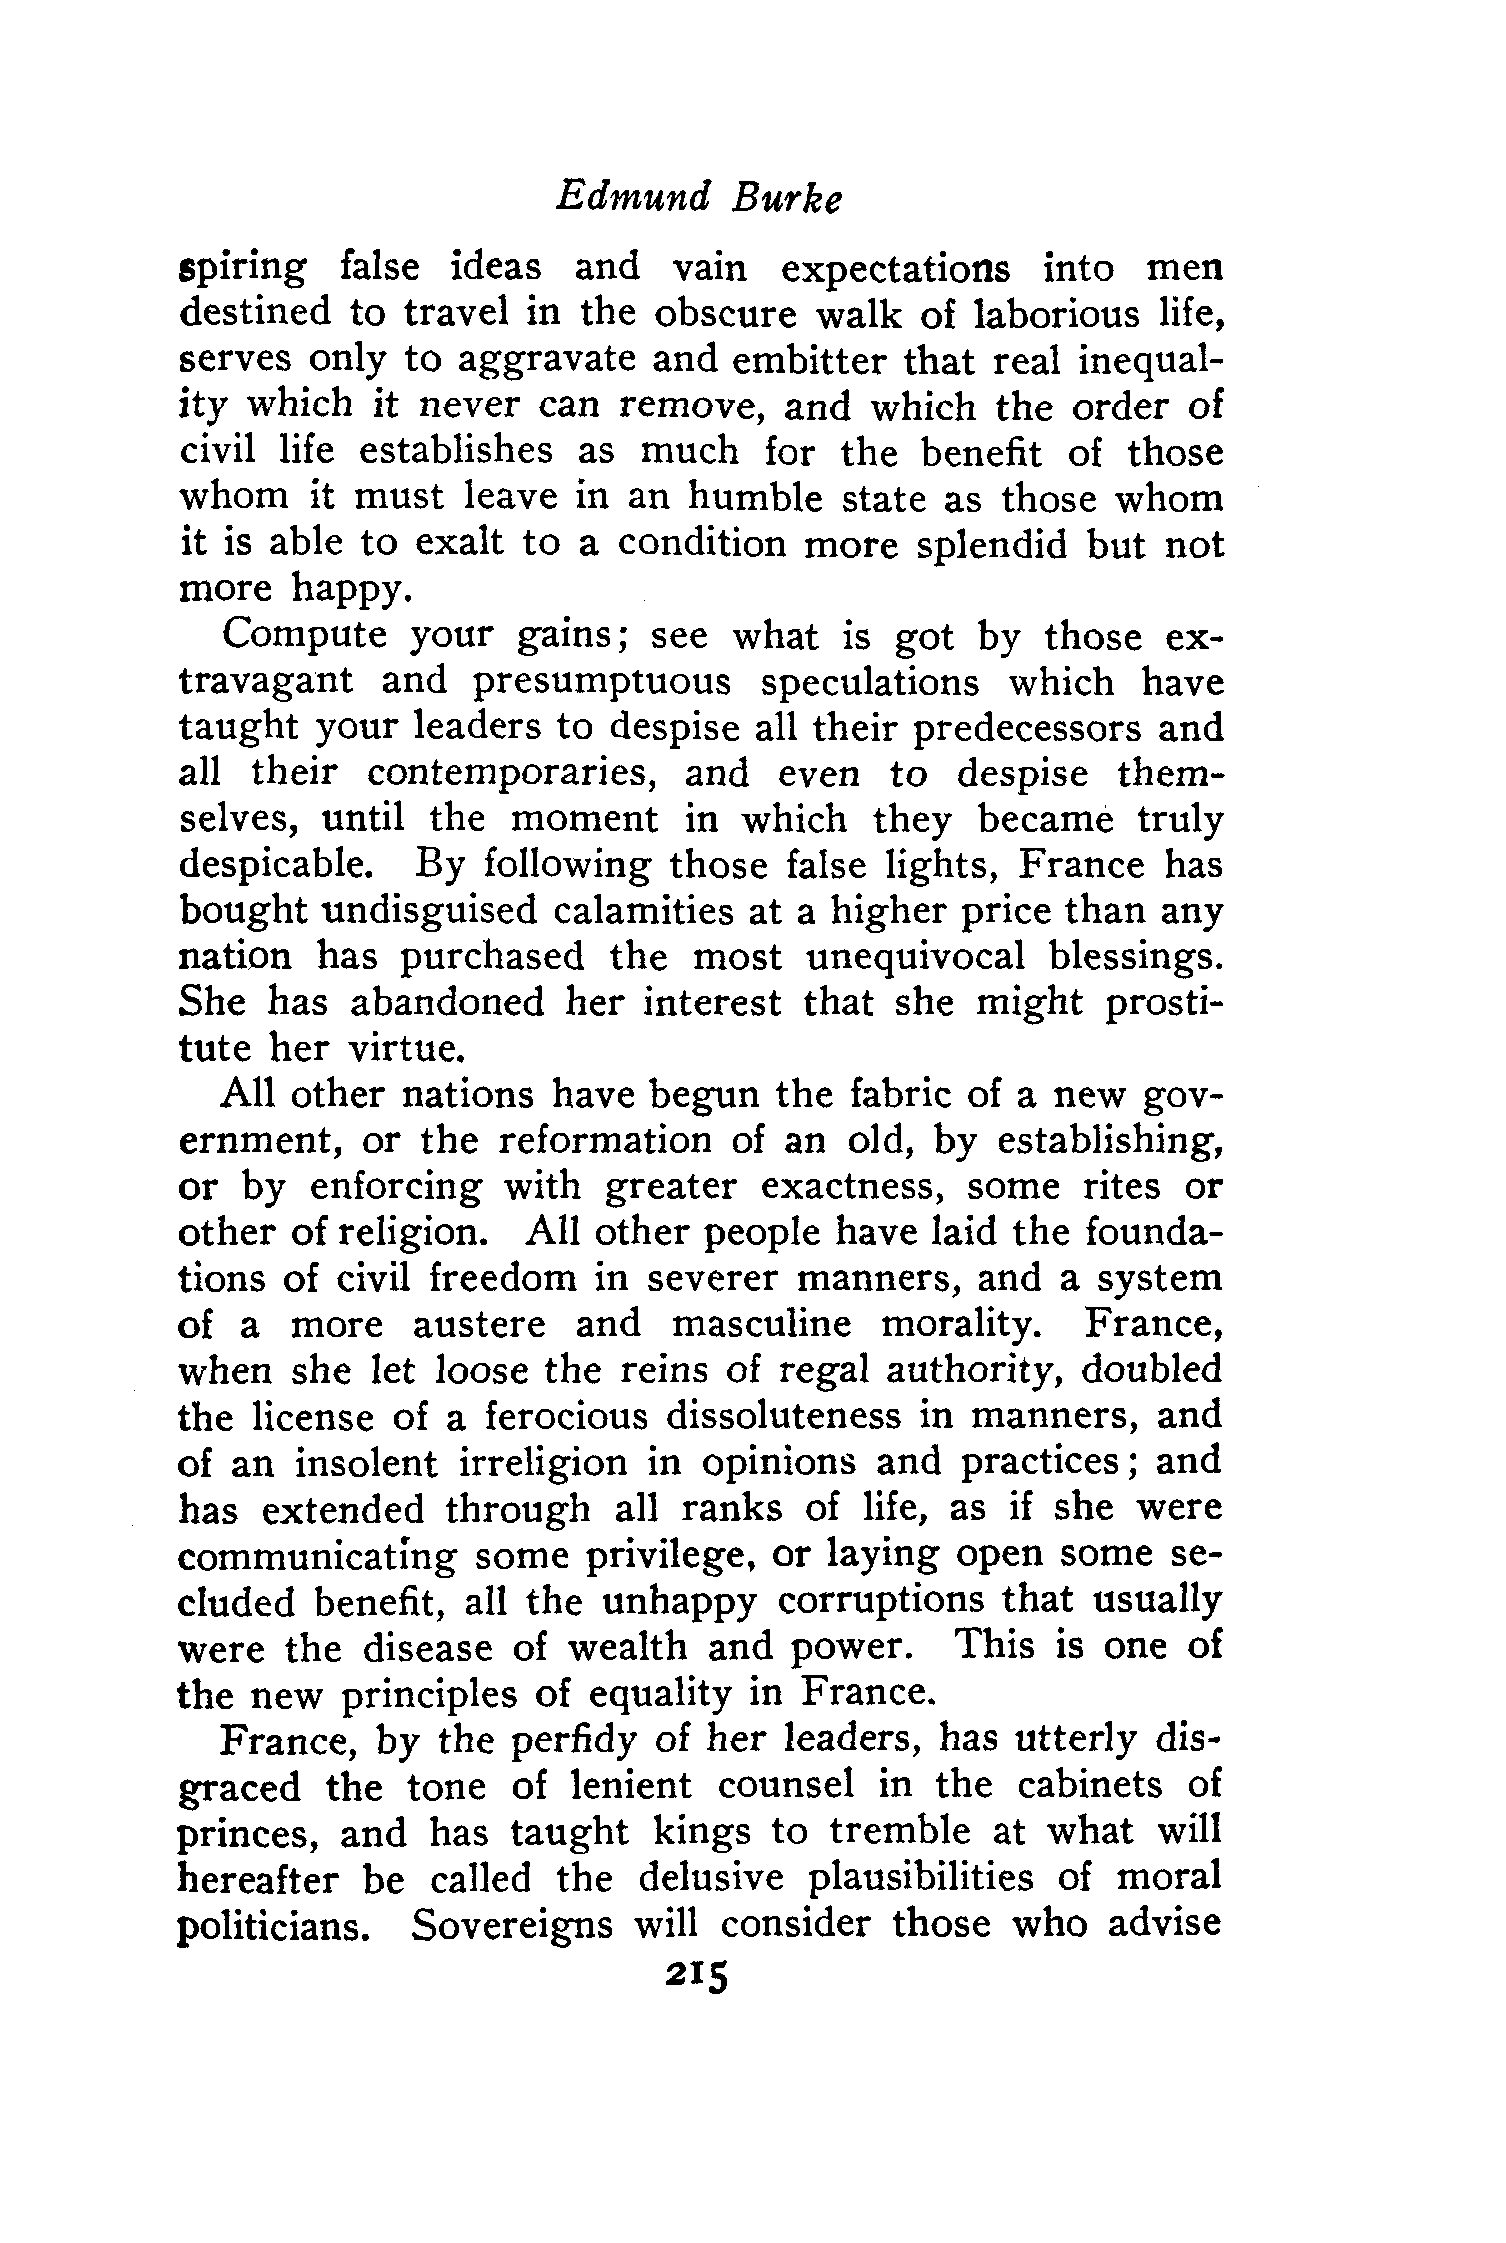 Edmund Burke
spiring false ideas and vain expectations into men
destined to travel in the obscure walk of laborious life,
serves only to aggravate and embitter that real inequal-
ity which it never can remove, and which the order of
civil life establishes as much for the benefit of those
whom it must leave in an humble state as those whom
it is able to exalt to a condition more splendid but not
more happy.
Compute your gains; see what is got by those ex-
travagant and presumptuous speculations which have
taught your leaders to despise all their predecessors and
all their contemporaries, and even to despise them-
selves, until the moment in which they became truly
despicable. By following those false lights, France has
bought undisguised calamities at a higher price than any
nation has purchased the most unequivocal blessings.
She has abandoned her interest that she might prosti-
tute her virtue.
All other nations have begun the fabric of a new gov-
ernment, or the reformation of an old, by establishing,
or by enforcing with greater exactness, some rites or
other of religion. All other people have laid the founda-
tions of civil freedom in severer manners, and a system
of a more austere and masculine morality. France,
when she let loose the reins of regal authority, doubled
the license of a ferocious dissoluteness in manners, and
of an insolent irreligion in opinions and practices; and
has extended through all ranks of life, as if she were
communicating some privilege, or laying open some se-
cluded benefit, all the unhappy corruptions that usually
were the disease of wealth and power. This is one of
the new principles of equality in France.
France, by the perfidy of her leaders, has utterly dis-
graced the tone of lenient counsel in the cabinets of
princes, and has taught kings to tremble at what will
hereafter be called the delusive plausibilities of moral
politicians. Sovereigns will consider those who advise
215